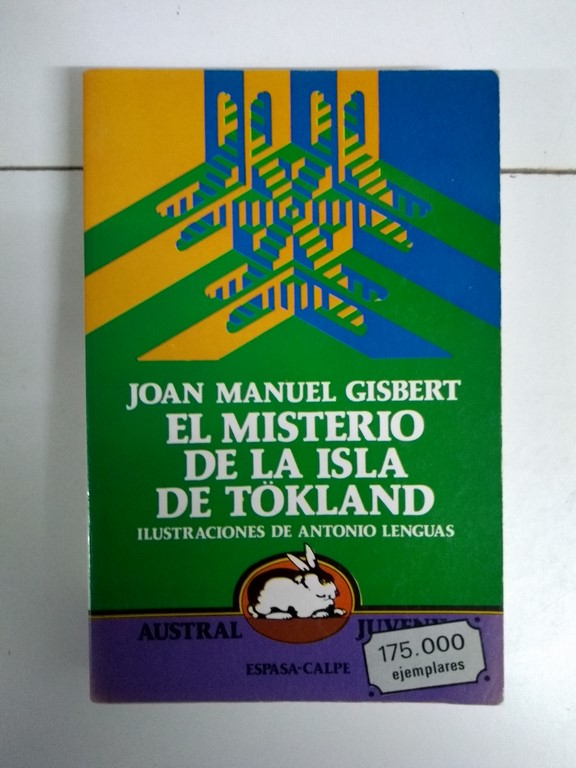 JOAN MANUEL GISBERT
EL MISTERIO
DE LA ISLA
DE TÖKLAND
ILUSTRACIONES DE ANTONIO LENGUAS
AUSTRAL JUVENIL
ESPASA-CALPE
175.000
ejemplares